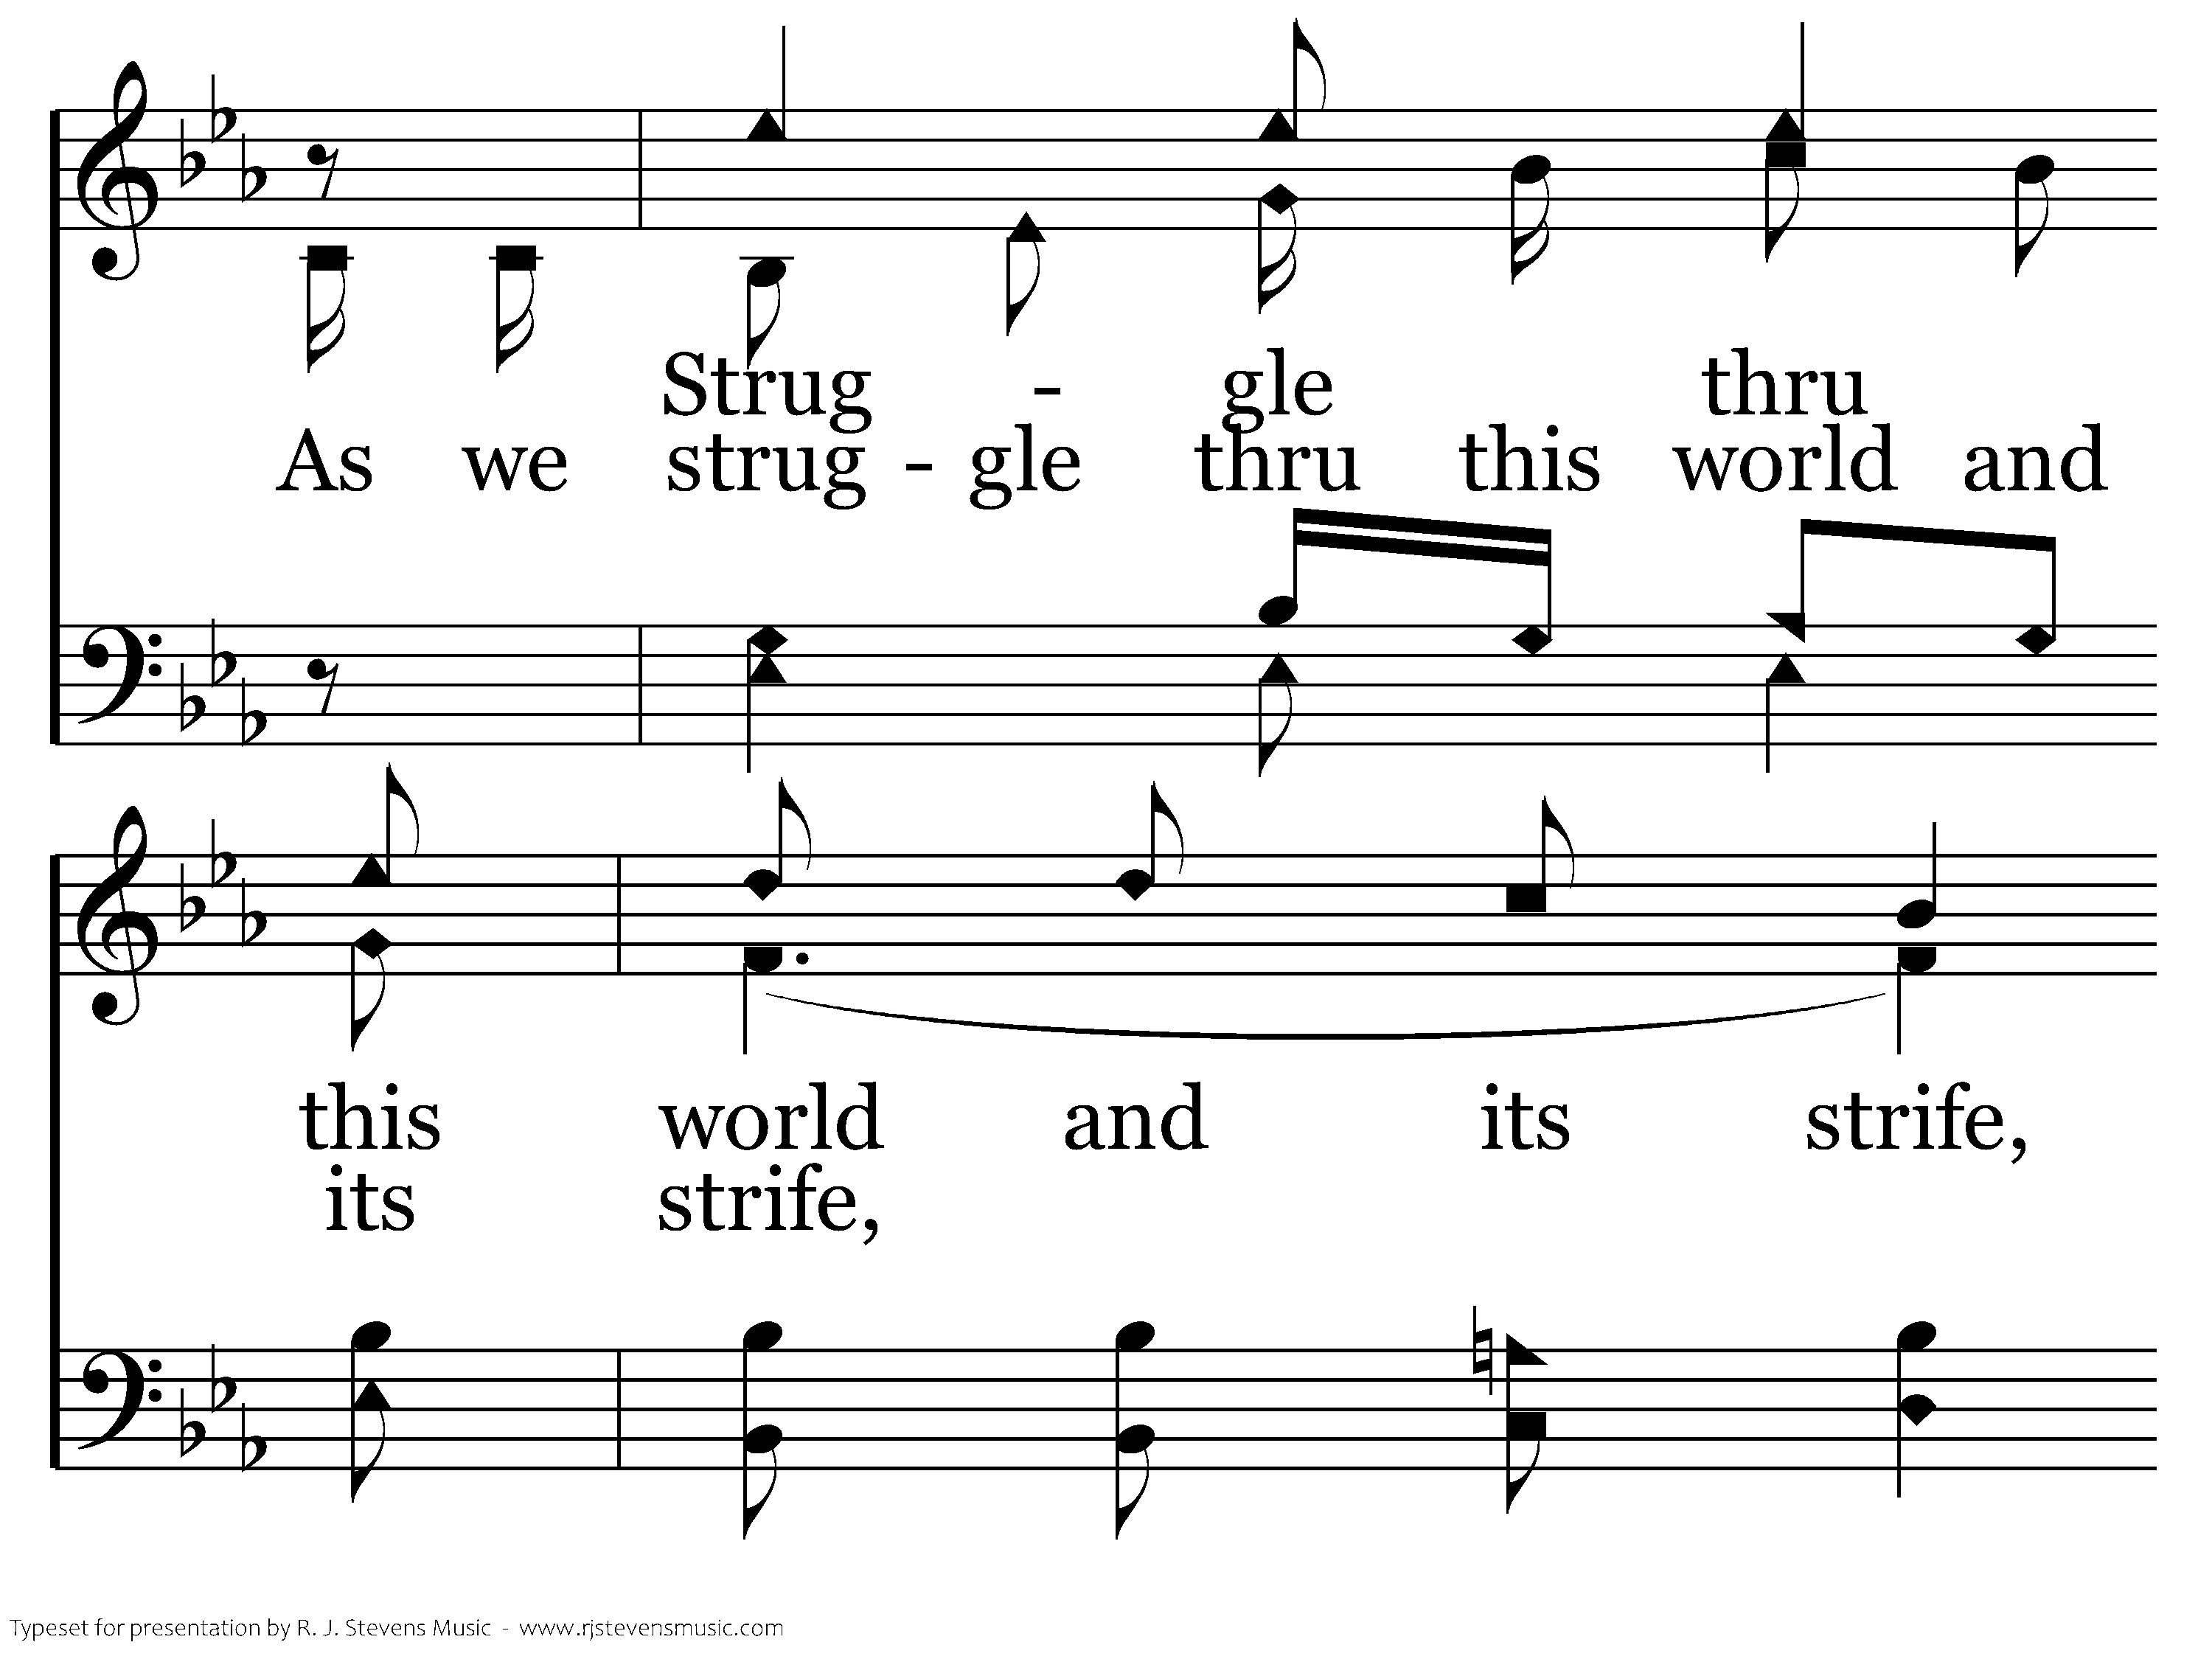 Strug - gle thru
As we strug - gle thru this world and
this world and its strife,
its strife,
Typeset for presentation by R. J. Stevens Music - www.rjstevensmusic.com